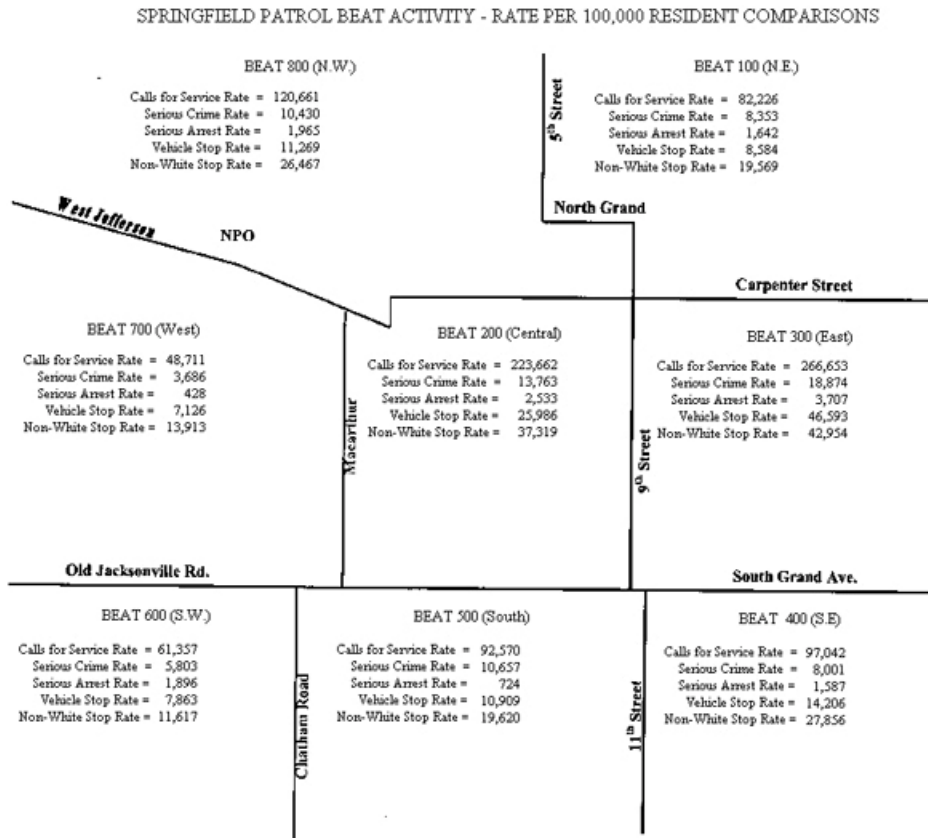 SPRINGFIELD PATROL BEAT ACTIVITY - RATE PER 100,000 RESIDENT COMPARISONS
BEAT 800 (N.W.)
Calls for Service Rate = 120,661
Serious Crime Rate = 10,430
Serious Arrest Rate = 1,965
Vehicle Stop Rate = 11,269
Non-White Stop Rate = 26,467
5th Street
BEAT 100 (N.E.)
Calls for Service Rate = 82,226
Serious Crime Rate = 8,353
Serious Arrest Rate = 1,642
Vehicle Stop Rate = 8,584
Non-White Stop Rate = 19,569
West Jefferson
NPO
North Grand
Carpenter Street
BEAT 700 (West)
Calls for Service Rate = 48,711
Serious Crime Rate = 3,686
Serious Arrest Rate = 428
Vehicle Stop Rate = 7,126
Non-White Stop Rate = 13,913
Macarthur
BEAT 200 (Central)
Calls for Service Rate = 223,662
Serious Crime Rate = 13,763
Serious Arrest Rate = 2,533
Vehicle Stop Rate = 25,986
Non-White Stop Rate = 37,319
9th Street
BEAT 300 (East)
Calls for Service Rate = 266,653
Serious Crime Rate = 18,874
Serious Arrest Rate = 3,707
Vehicle Stop Rate = 46,593
Non-White Stop Rate = 42,954
Old Jacksonville Rd.
South Grand Ave.
BEAT 600 (S.W.)
Calls for Service Rate = 61,357
Serious Crime Rate = 5,803
Serious Arrest Rate = 1,896
Vehicle Stop Rate = 7,863
Non-White Stop Rate = 11,617
Chatham Road
BEAT 500 (South)
Calls for Service Rate = 92,570
Serious Crime Rate = 10,657
Serious Arrest Rate = 724
Vehicle Stop Rate = 10,909
Non-White Stop Rate = 19,620
11th Street
BEAT 400 (S.E)
Calls for Service Rate = 97,042
Serious Crime Rate = 8,001
Serious Arrest Rate = 1,587
Vehicle Stop Rate = 14,206
Non-White Stop Rate = 27,856